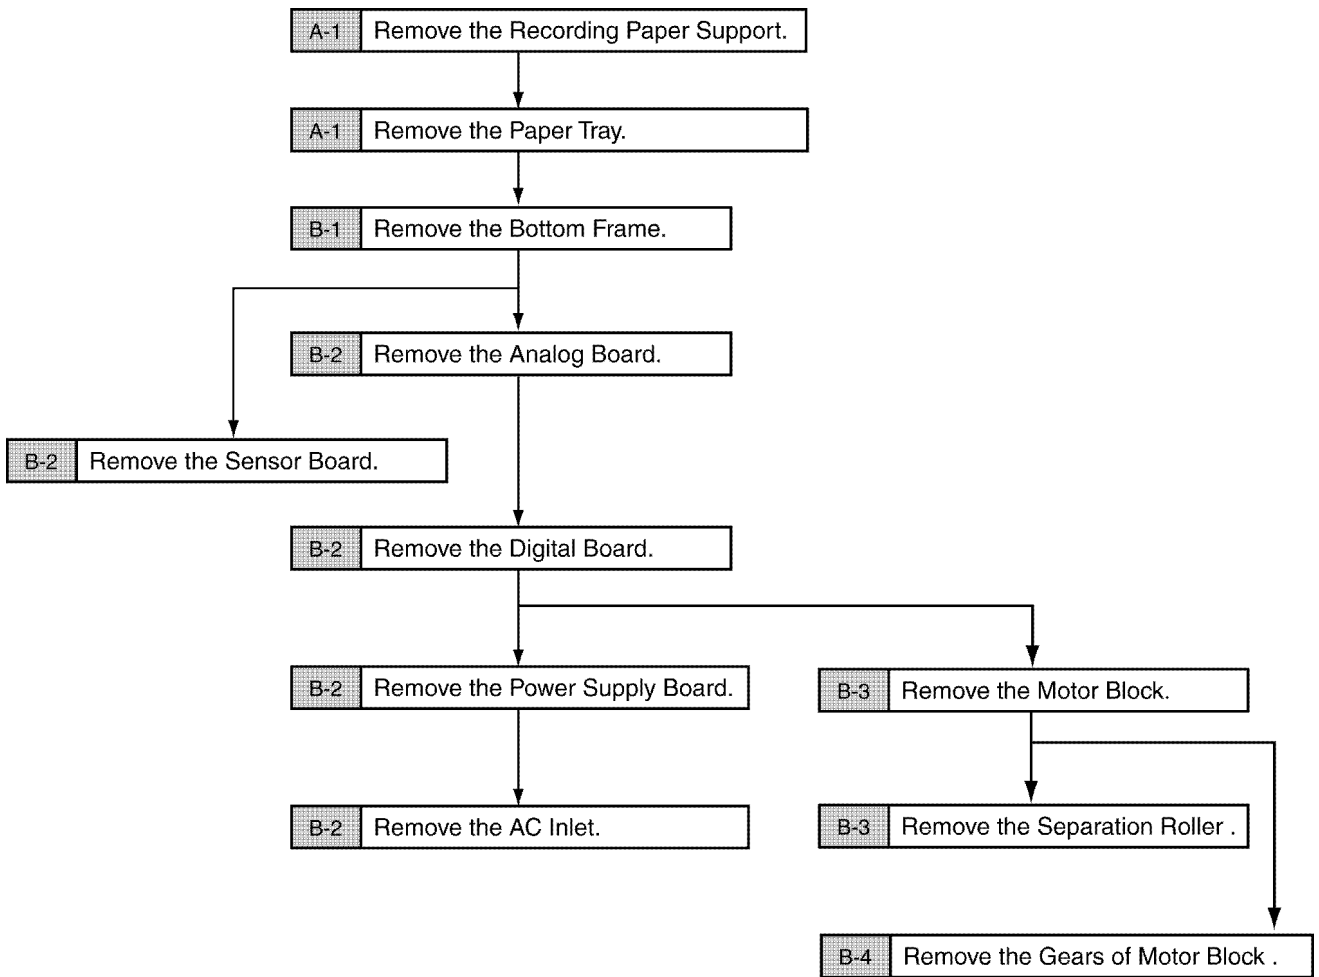 A-1 Remove the Recording Paper Support.
A-1 Remove the Paper Tray.
B-1 Remove the Bottom Frame.
B-2 Remove the Analog Board.
B-2 Remove the Sensor Board.
B-2 Remove the Digital Board.
B-2 Remove the Power Supply Board.
B-3 Remove the Motor Block.
B-2 Remove the AC Inlet.
B-3 Remove the Separation Roller .
B-4 Remove the Gears of Motor Block .